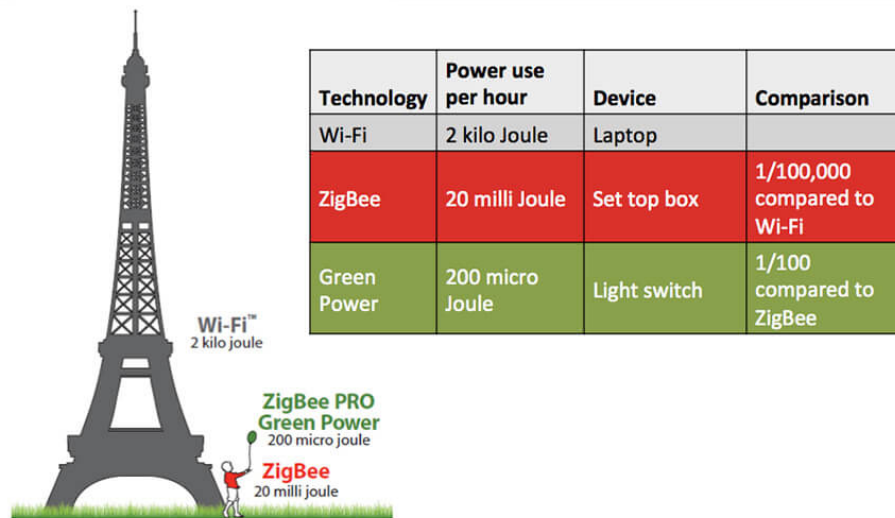 Technology
Power use
per hour
Device
Comparison
Wi-Fi
2 kilo Joule
Laptop
ZigBee
20 milli Joule
Set top box
1/100,000
compared to
Wi-Fi
Green
Power
200 micro
Joule
Light switch
1/100
compared to
ZigBee
Wi-Fi™
2 kilo joule
ZigBee PRO
Green Power
200 micro joule
ZigBee
20 milli joule